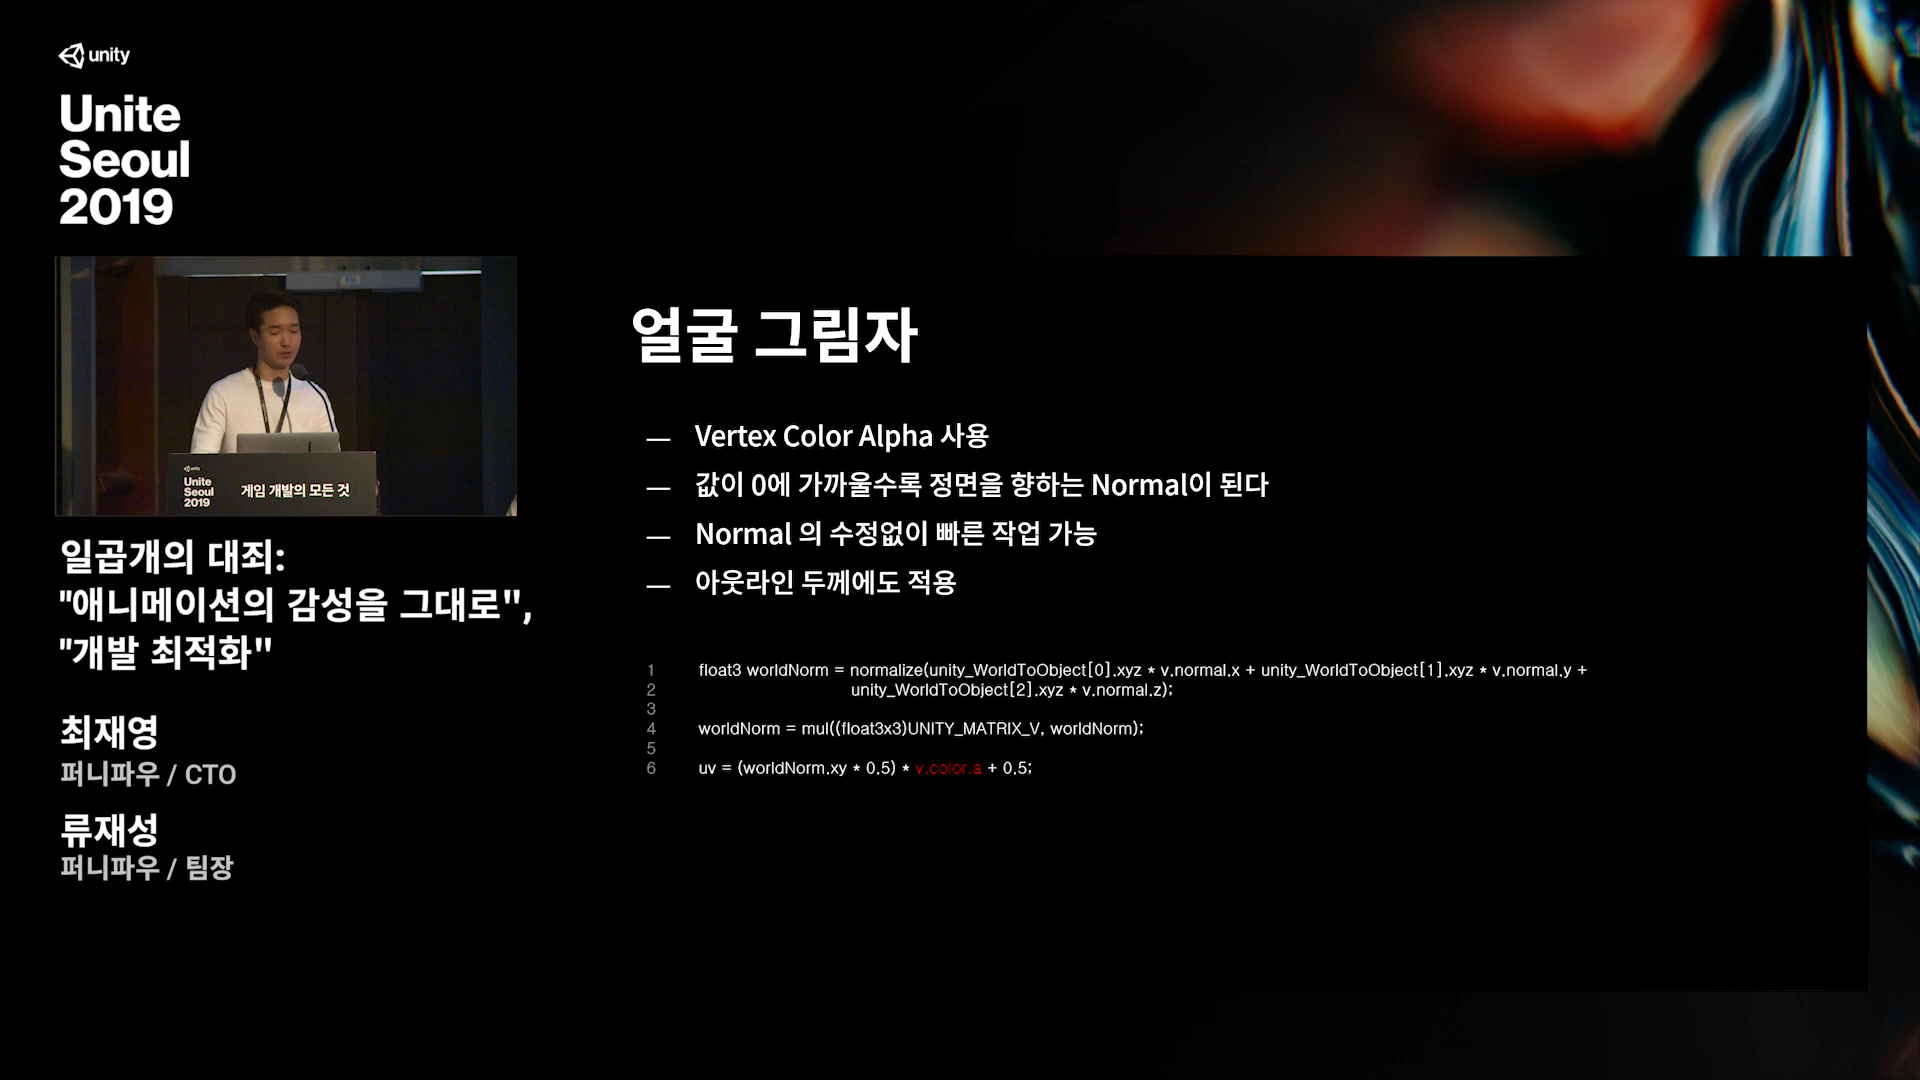 unity
Unite
Seoul
2019
unity
Unite
Seoul
2019
게임 개발의 모든 것
일곱개의 대죄:
"애니메이션의 감성을 그대로",
"개발 최적화"
최재영
퍼니파우 / CTO
류재성
퍼니파우 / 팀장
얼굴 그림자
— Vertex Color Alpha 사용
— 값이 0에 가까울수록 정면을 향하는 Normal이 된다
— Normal 의 수정없이 빠른 작업 가능
— 아웃라인 두께에도 적용
1 float3 worldNorm = normalize(unity_WorldToObject[0].xyz * v.normal.x + unity_WorldToObject[1].xyz * v.normal.y +
2 unity_WorldToObject[2].xyz * v.normal.z);
3
4 worldNorm = mul((float3x3)UNITY_MATRIX_V, worldNorm);
5
6 uv = (worldNorm.xy * 0.5) * v.color.a + 0.5;